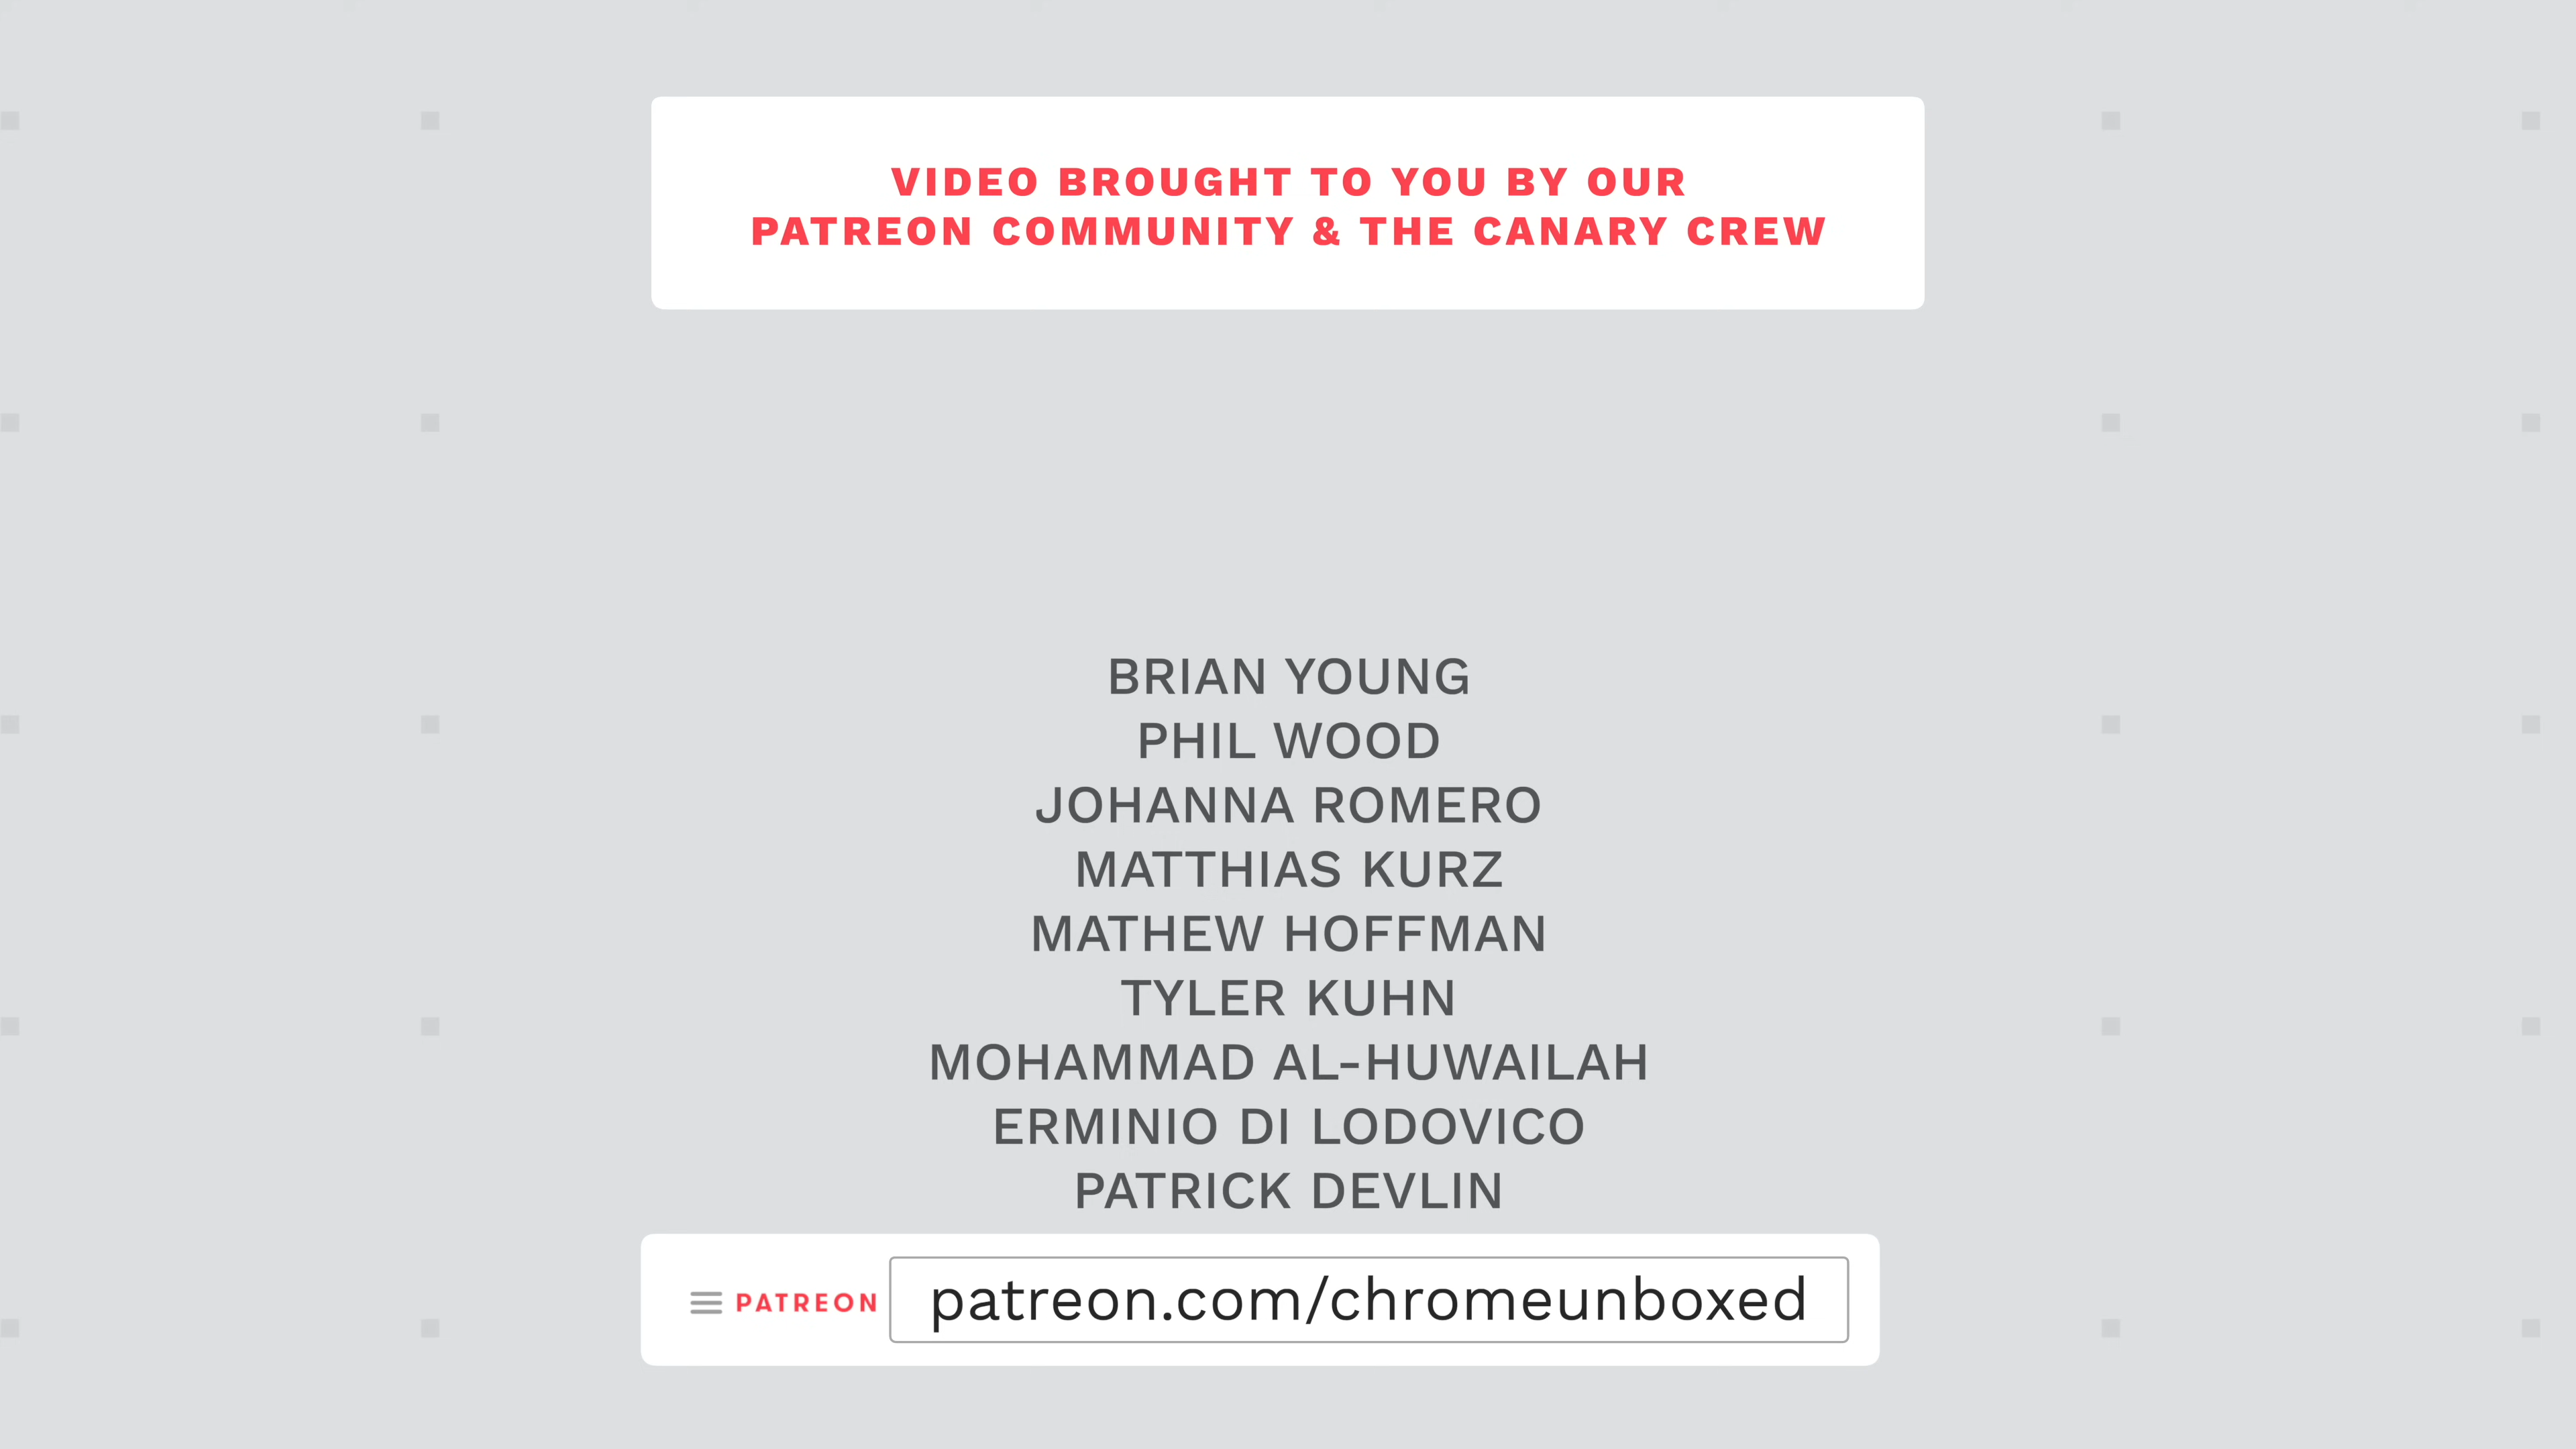 VIDEO BROUGHT TO YOU BY OUR
PATREON COMMUNITY & THE CANARY CREW
BRIAN YOUNG
PHIL WOOD
JOHANNA ROMERO
MATTHIAS KURZ
MATHEW HOFFMAN
TYLER KUHN
MOHAMMAD AL-HUWAILAH
ERMINIO DI LODOVICO
PATRICK DEVLIN
PATREON patreon.com/chromeunboxed